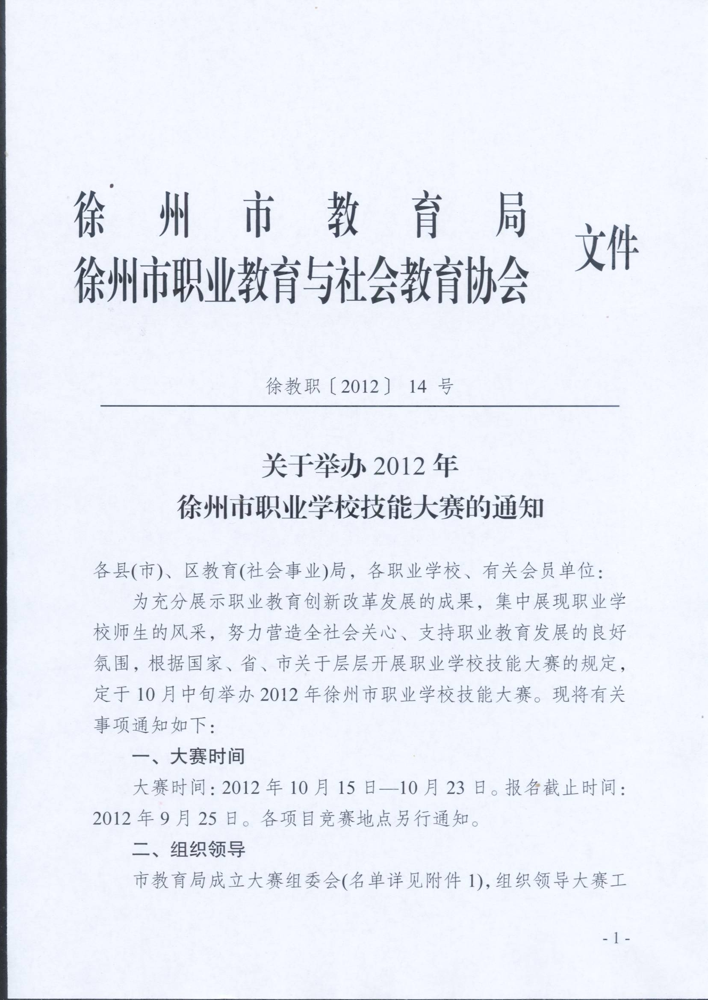 徐州市教育局
徐州市职业教育与社会教育协会
文件
徐教职〔2012〕 14 号
关于举办 2012 年
徐州市职业学校技能大赛的通知
各县(市)、区教育(社会事业)局，各职业学校、有关会员单位：
为充分展示职业教育创新改革发展的成果，集中展现职业学
校师生的风采，努力营造全社会关心、支持职业教育发展的良好
氛围，根据国家、省、市关于层层开展职业学校技能大赛的规定，
定于 10 月中旬举办 2012 年徐州市职业学校技能大赛。现将有关
事项通知如下：
一、大赛时间
大赛时间：2012 年 10 月 15 日—10 月 23 日。报名截止时间：
2012 年 9 月 25 日。各项目竞赛地点另行通知。
二、组织领导
市教育局成立大赛组委会(名单详见附件 1)，组织领导大赛工
- 1 -